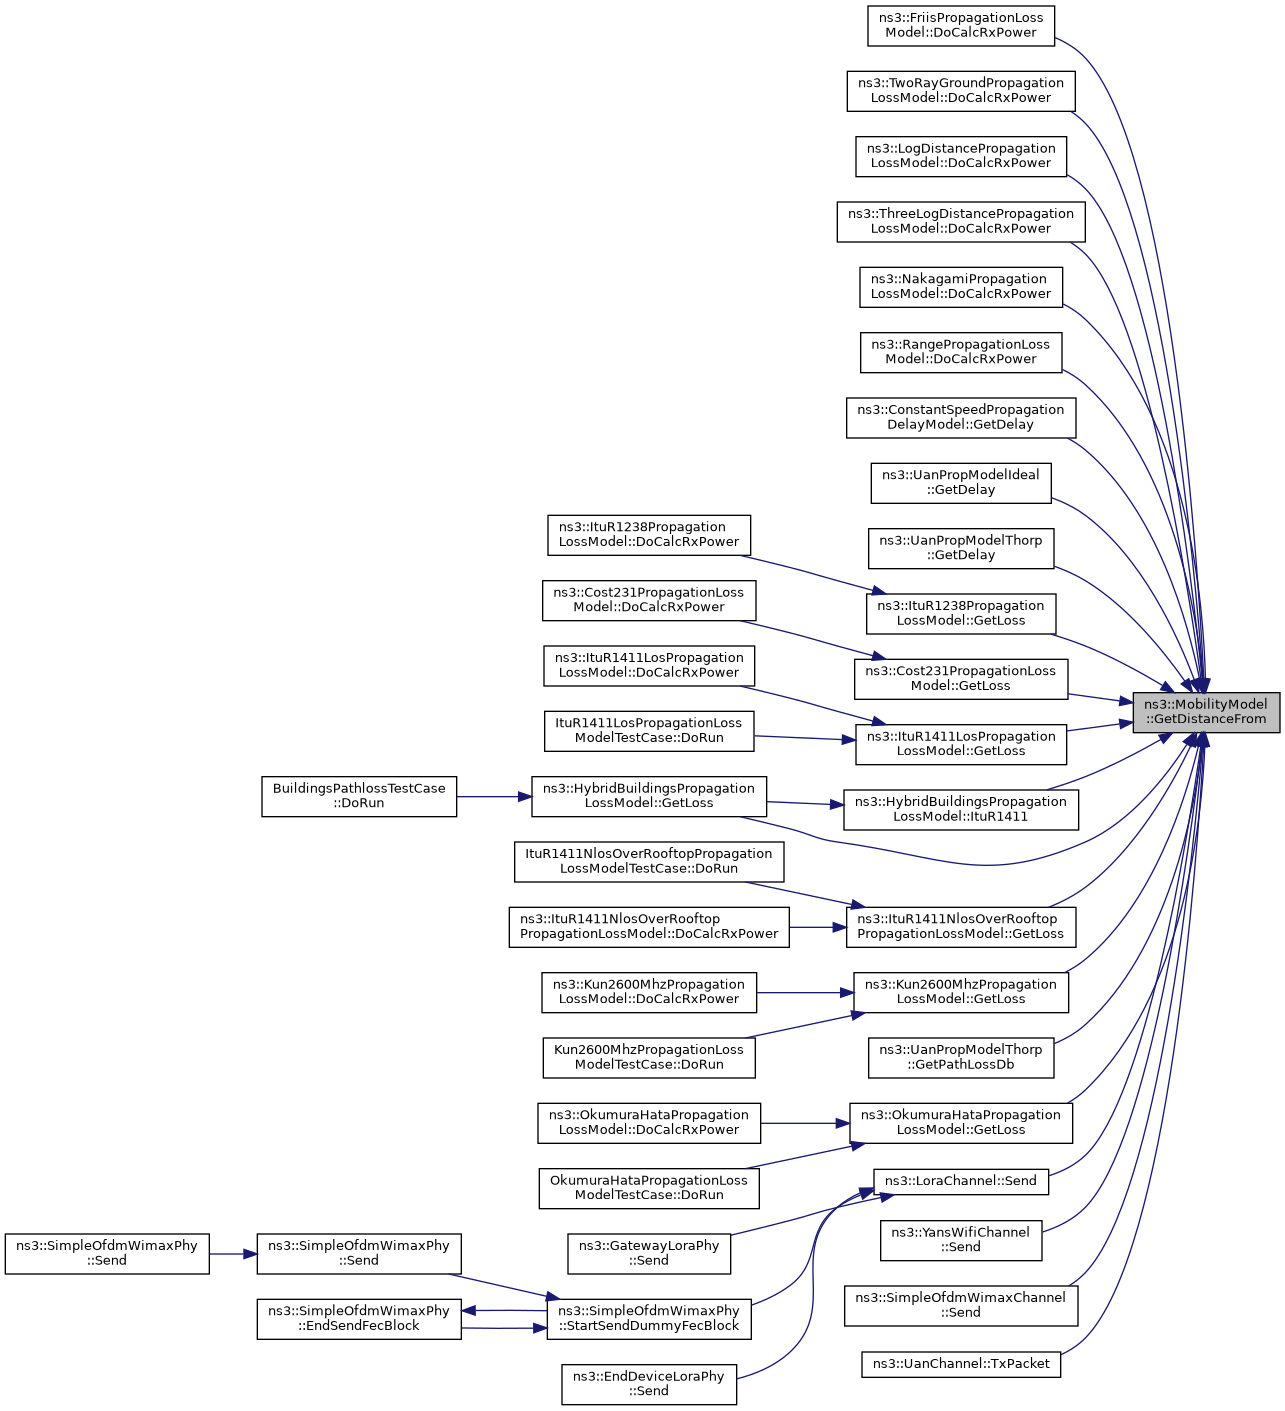 ns3::FriisPropagationLoss
Model::DoCalcRxPower
ns3::TwoRayGroundPropagation
LossModel::DoCalcRxPower
ns3::LogDistancePropagation
LossModel::DoCalcRxPower
ns3::ThreeLogDistancePropagation
LossModel::DoCalcRxPower
ns3::NakagamiPropagation
LossModel::DoCalcRxPower
ns3::RangePropagationLoss
Model::DoCalcRxPower
ns3::ConstantSpeedPropagation
DelayModel::GetDelay
ns3::UanPropModelIdeal
::GetDelay
ns3::ItuR1238Propagation
LossModel::DoCalcRxPower
ns3::UanPropModelThorp
::GetDelay
ns3::Cost231PropagationLoss
Model::DoCalcRxPower
ns3::ItuR1238Propagation
LossModel::GetLoss
ns3::ItuR1411LosPropagation
LossModel::DoCalcRxPower
ns3::Cost231PropagationLoss
Model::GetLoss
ns3::MobilityModel
::GetDistanceFrom
ItuR1411LosPropagationLoss
ModelTestCase::DoRun
ns3::ItuR1411LosPropagation
LossModel::GetLoss
BuildingsPathlossTestCase
::DoRun
ns3::HybridBuildingsPropagation
LossModel::GetLoss
ns3::HybridBuildingsPropagation
LossModel::ItuR1411
ItuR1411NlosOverRooftopPropagation
LossModelTestCase::DoRun
ns3::ItuR1411NlosOverRooftop
PropagationLossModel::DoCalcRxPower
ns3::ItuR1411NlosOverRooftop
PropagationLossModel::GetLoss
ns3::Kun2600MhzPropagation
LossModel::DoCalcRxPower
ns3::Kun2600MhzPropagation
LossModel::GetLoss
Kun2600MhzPropagationLoss
ModelTestCase::DoRun
ns3::UanPropModelThorp
::GetPathLossDb
ns3::OkumuraHataPropagation
LossModel::DoCalcRxPower
ns3::OkumuraHataPropagation
LossModel::GetLoss
OkumuraHataPropagationLoss
ModelTestCase::DoRun
ns3::LoraChannel::Send
ns3::SimpleOfdmWimaxPhy
::Send
ns3::SimpleOfdmWimaxPhy
::Send
ns3::GatewayLoraPhy
::Send
ns3::YansWifiChannel
::Send
ns3::SimpleOfdmWimaxPhy
::EndSendFecBlock
ns3::SimpleOfdmWimaxPhy
::StartSendDummyFecBlock
ns3::SimpleOfdmWimaxChannel
::Send
ns3::EndDeviceLoraPhy
::Send
ns3::UanChannel::TxPacket